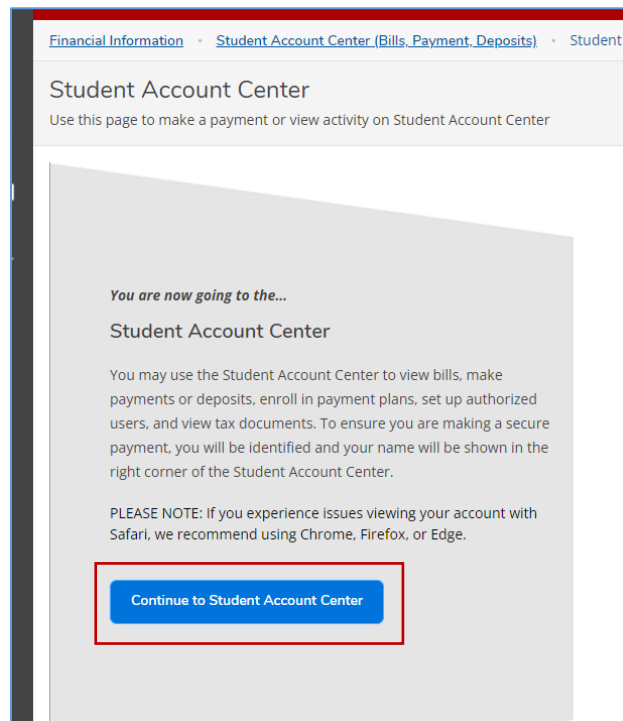 Financial Information • Student Account Center (Bills, Payment, Deposits) • Student
Student Account Center
Use this page to make a payment or view activity on Student Account Center
You are now going to the...
Student Account Center
You may use the Student Account Center to view bills, make
payments or deposits, enroll in payment plans, set up authorized
users, and view tax documents. To ensure you are making a secure
payment, you will be identified and your name will be shown in the
right corner of the Student Account Center.
PLEASE NOTE: If you experience issues viewing your account with
Safari, we recommend using Chrome, Firefox, or Edge.
Continue to Student Account Center